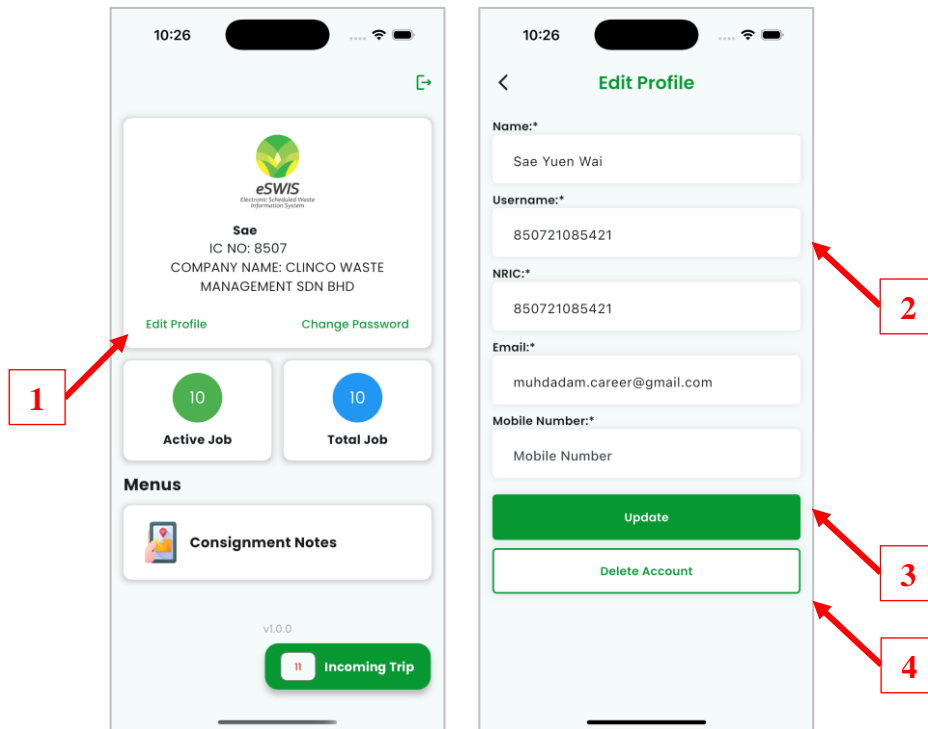 10:26
eSWIS
Electronic Scheduled Waste
Information System
Sae
IC NO: 8507
COMPANY NAME: CLINCO WASTE
MANAGEMENT SDN BHD
Edit Profile
Change Password
10
Active Job
10
Total Job
Menus
Consignment Notes
v1.0.0
11
Incoming Trip
1
10:26
Edit Profile
Name:*
Sae Yuen Wai
Username:*
850721085421
NRIC:*
850721085421
Email:*
muhdadam.career@gmail.com
Mobile Number:*
Mobile Number
Update
Delete Account
2
3
4